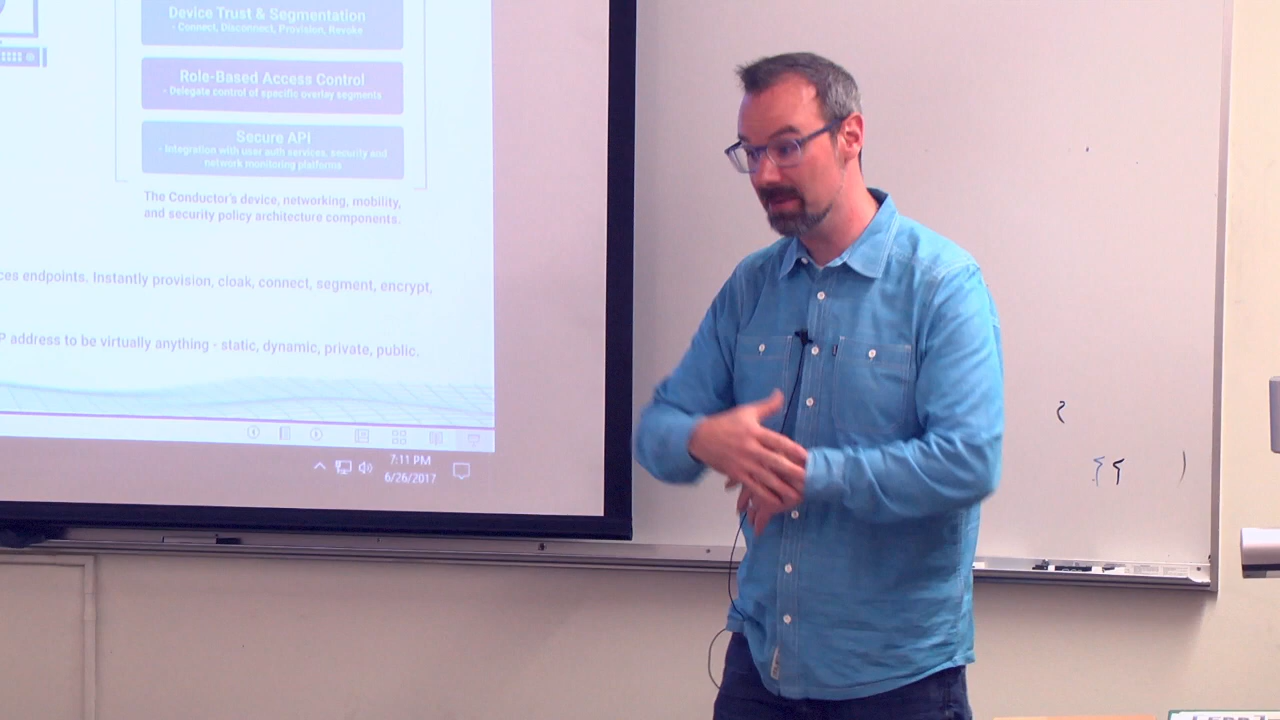 Device Trust & Segmentation
- Connect, Disconnect, Provision, Revoke
Role-Based Access Control
- Delegate control of specific overlay segments
Secure API
- Integration with user auth services, security and
network monitoring platforms
The Conductor's device, networking, mobility,
and security policy architecture components.
ces endpoints. Instantly provision, cloak, connect, segment, encrypt,
P address to be virtually anything - static, dynamic, private, public.
7:11 PM
6/26/2017